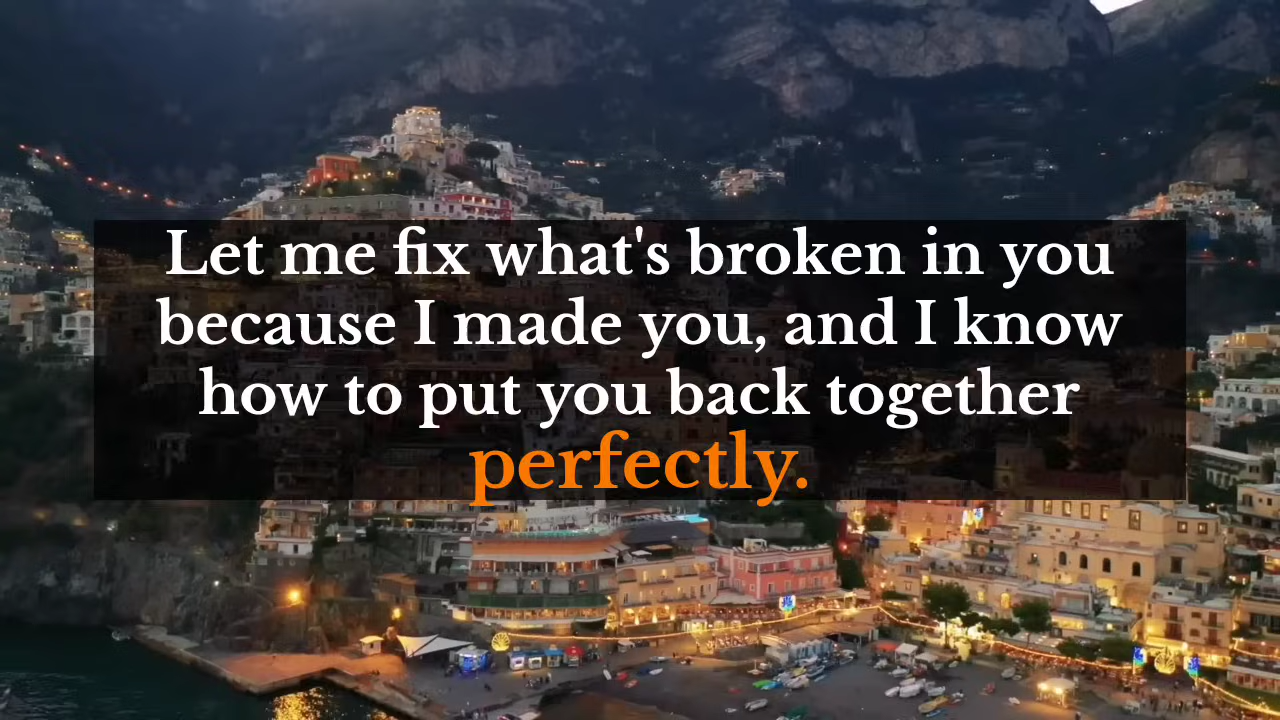 Let me fix what's broken in you
because I made you, and I know
how to put you back together
perfectly.